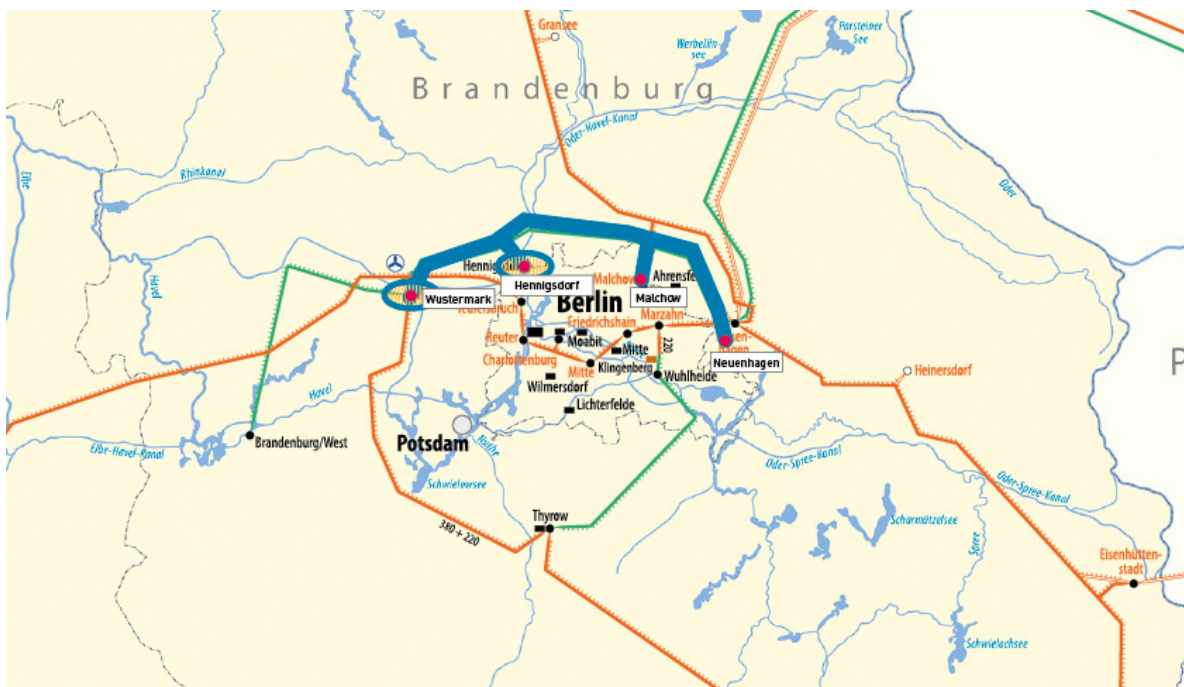 Gransee
Werbellin-
see
Parsteiner
See
Brandenburg
Oder-Havel-Kanal
Elbe
Rhinkanal
Oder
Havel
Malchow
Ahrensfe
Hennigsdorf
Wustermark
Malchow
Berlin
Marzahn
Friedrichshain
Reuter
Moabit
Mitte
220
Charlottenburg
Mitte
Klingenberg
Neuenhagen
Wuhlheide
Heinersdorf
P
Wilmersdorf
Havel
Lichterfelde
Brandenburg/West
Elbe-Havel-Kanal
Potsdam
Oder-Spree-Kanal
Oder-Spree-Kanal
Schwielowsee
Scharmützelsee
Thyrow
380 + 220
Spree
Eisenhütten-
stadt
Schwielochsee